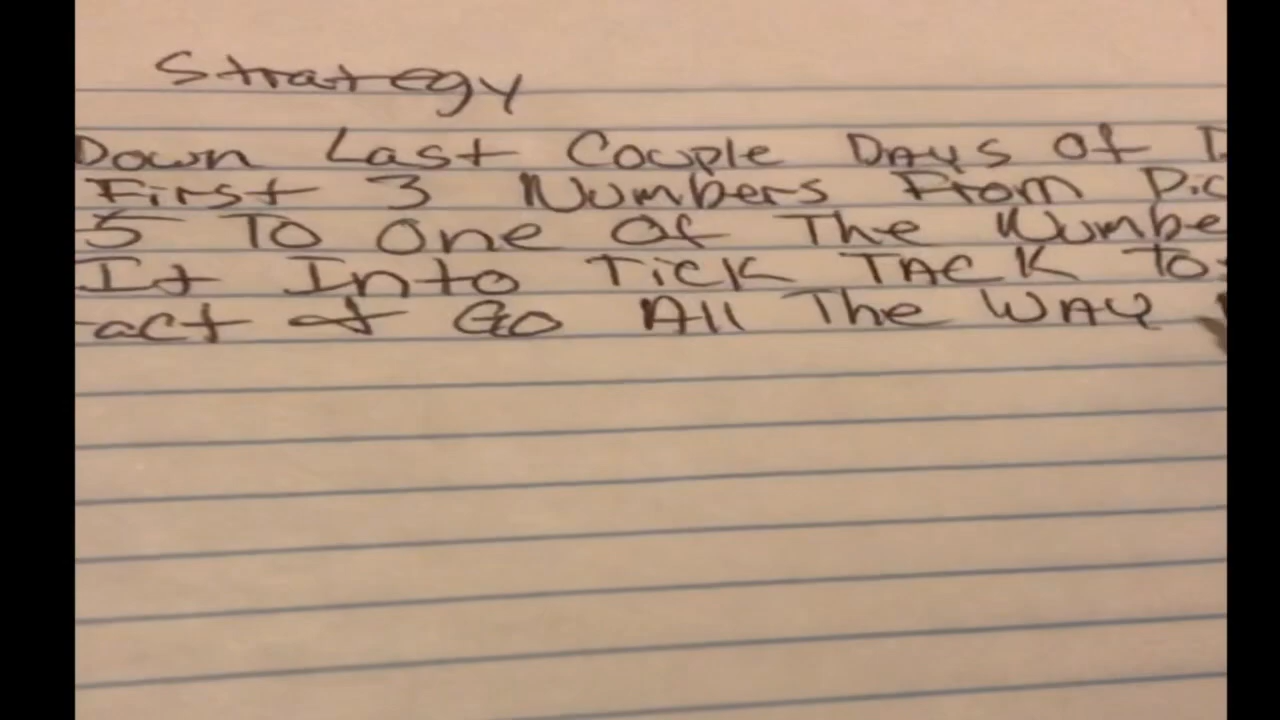 Strategy
Down Last Couple Days of
First 3 Numbers From
5 To One Of The Numbe
It Into Tick TACK To
act & Go All The WAY